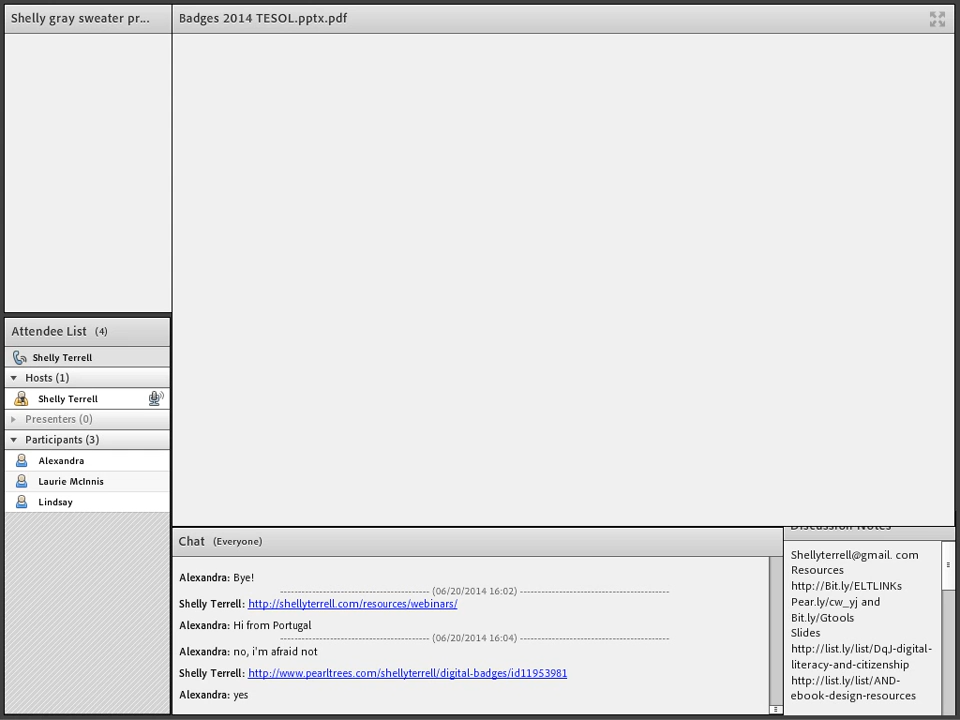 Shelly gray sweater pr...
Badges 2014 TESOL.pptx.pdf
Attendee List (4)
Shelly Terrell
Hosts (1)
Shelly Terrell
Presenters (0)
Participants (3)
Alexandra
Laurie McInnis
Lindsay
Chat (Everyone)
Alexandra: Bye!
(06/20/2014 16:02)
Shelly Terrell: http://shellyterrell.com/resources/webinars/
Alexandra: Hi from Portugal
(06/20/2014 16:04)
Alexandra: no, i'm afraid not
Shelly Terrell: http://www.pearltrees.com/shellyterrell/digital-badges/id11953981
Alexandra: yes
Discussion Notes
Shellyterrell@gmail. com
Resources
http://Bit.ly/ELTLINKs
Pear.ly/cw_yj and
Bit.ly/Gtools
Slides
http://list.ly/list/DqJ-digital-
literacy-and-citizenship
http://list.ly/list/AND-
ebook-design-resources